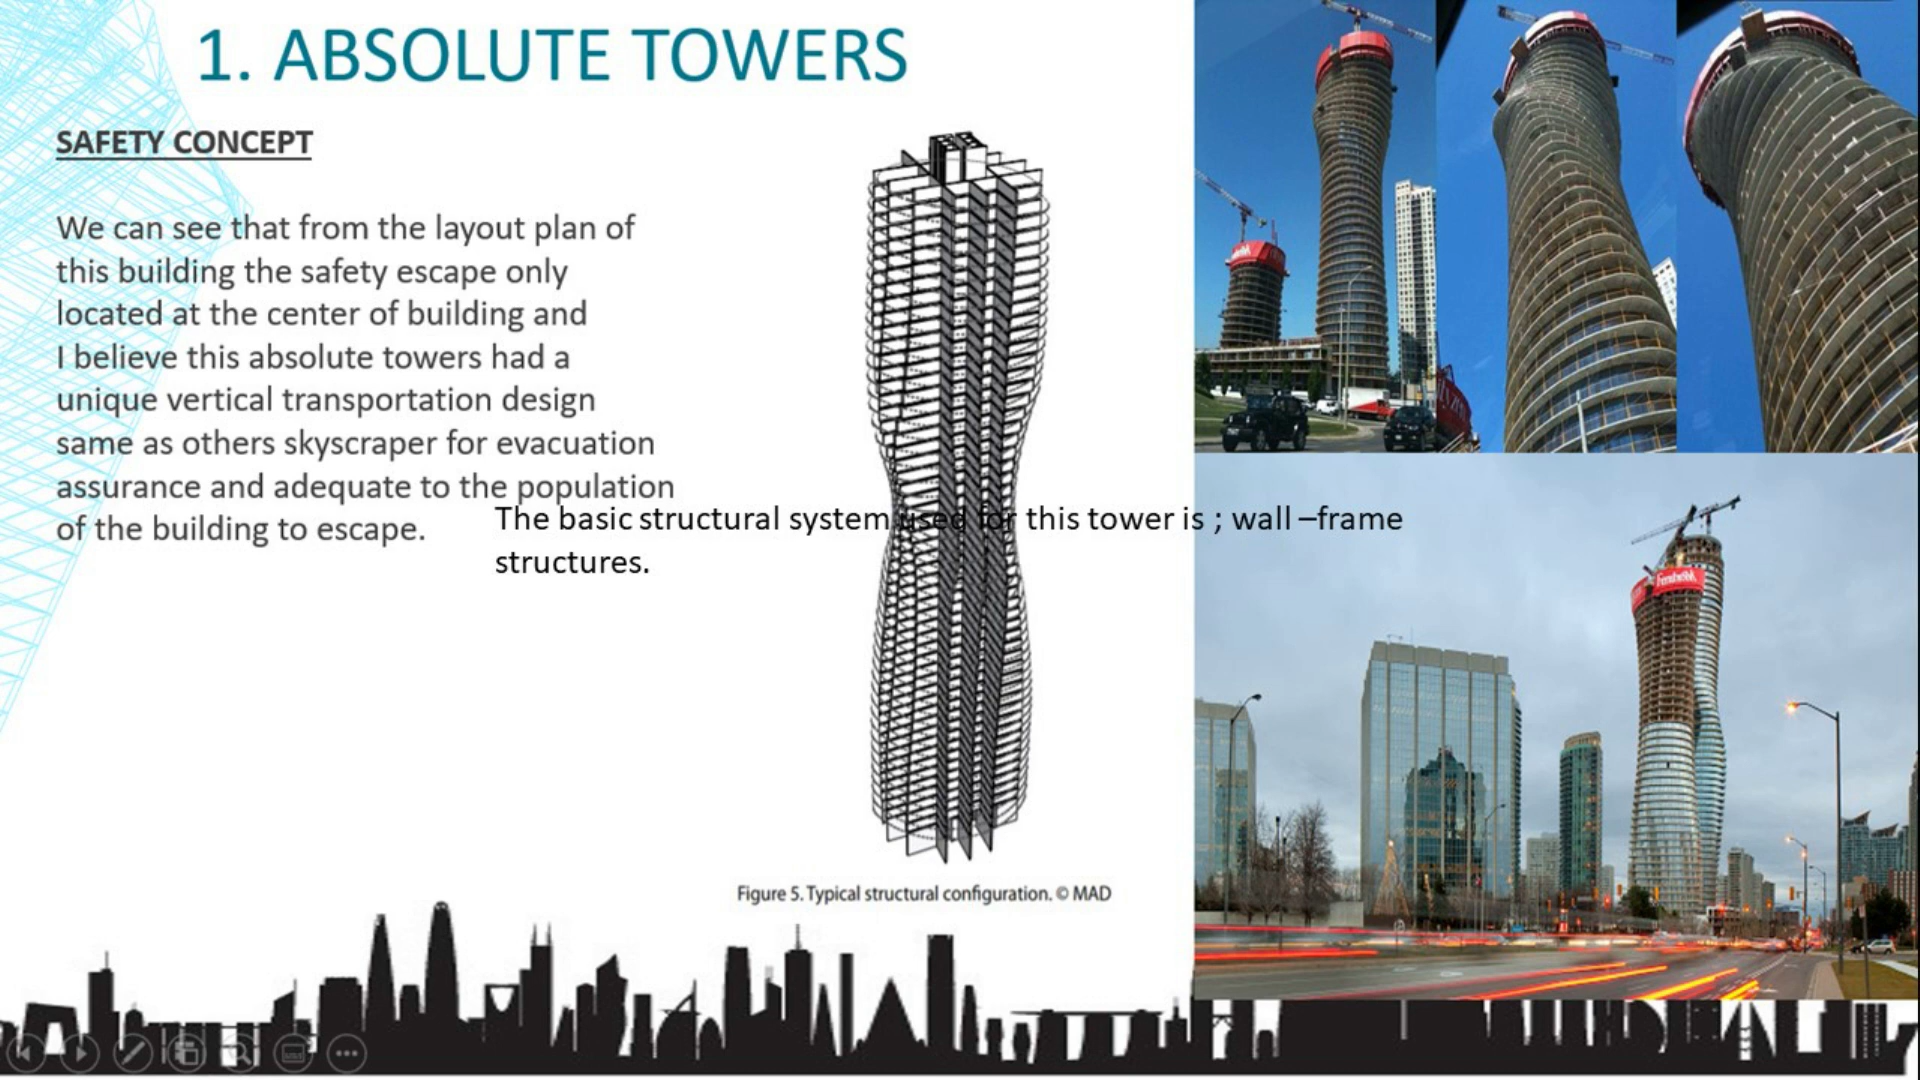 1. ABSOLUTE TOWERS
SAFETY CONCEPT
We can see that from the layout plan of
this building the safety escape only
located at the center of building and
I believe this absolute towers had a
unique vertical transportation design
same as others skyscraper for evacuation
assurance and adequate to the population
of the building to escape.
The basic structural system used for this tower is ; wall –frame
structures.
Figure 5. Typical structural configuration. © MAD
Fernbrook